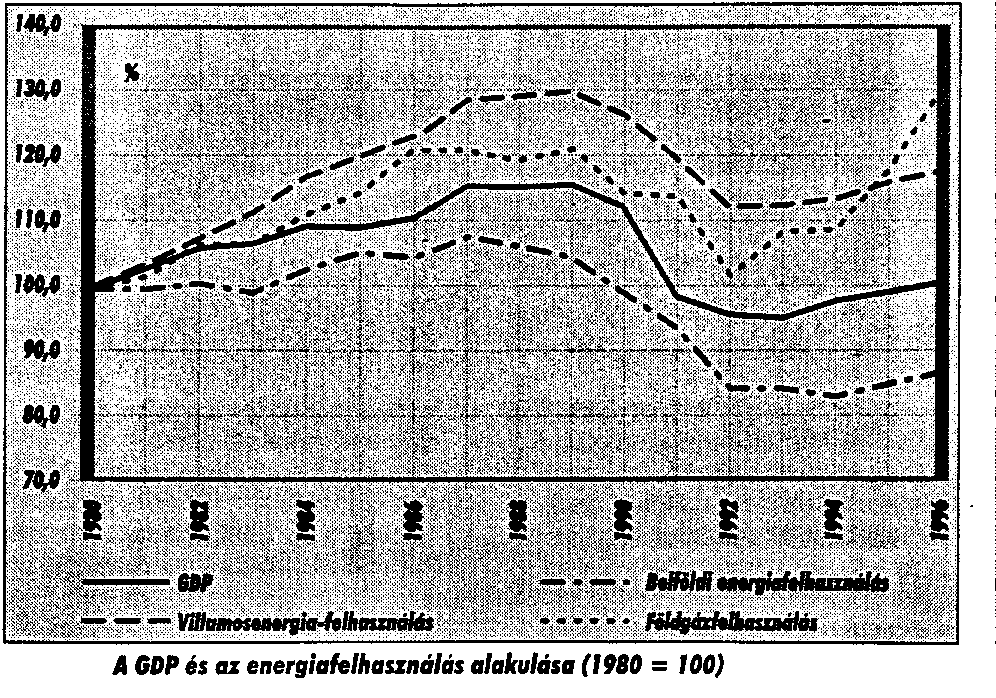 140,0
%
130,0
120,0
110,0
100,0
90,0
80,0
70,0
1980 1982 1984 1986 1988 1990 1992 1994 1996
GDP Belföldi energiafelhasználás
Villamosenergia-felhasználás Földgázfelhasználás
A GDP és az energiafelhasználás alakulása (1980 = 100)